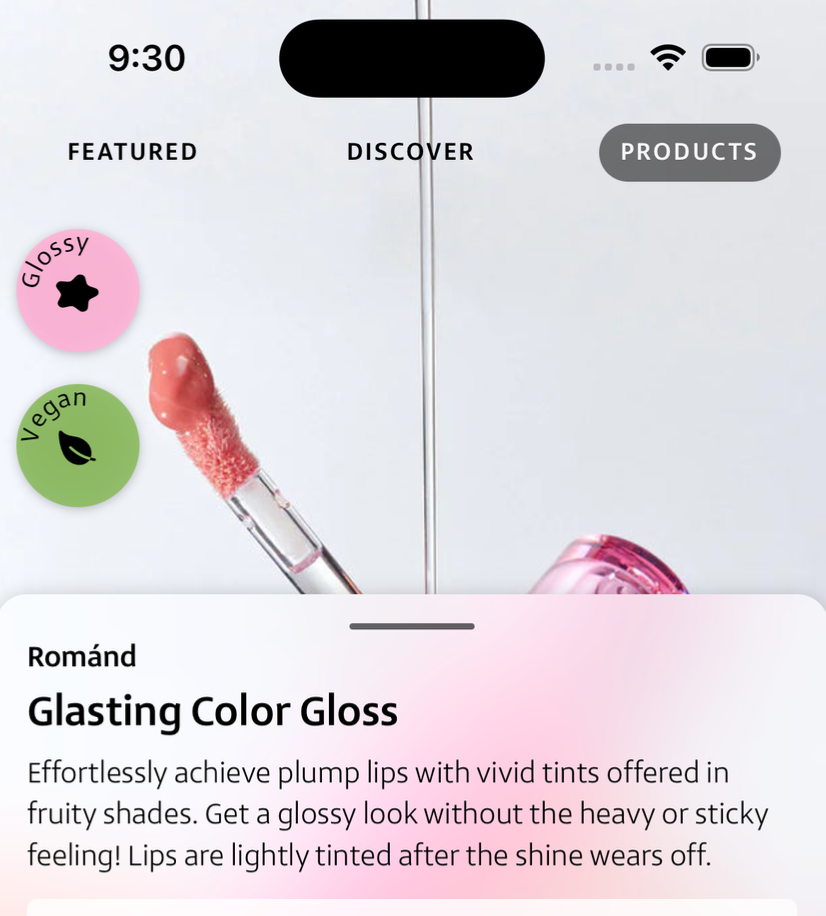 9:30
FEATURED DISCOVER PRODUCTS
Glossy
Vegan
Románd
Glasting Color Gloss
Effortlessly achieve plump lips with vivid tints offered in
fruity shades. Get a glossy look without the heavy or sticky
feeling! Lips are lightly tinted after the shine wears off.